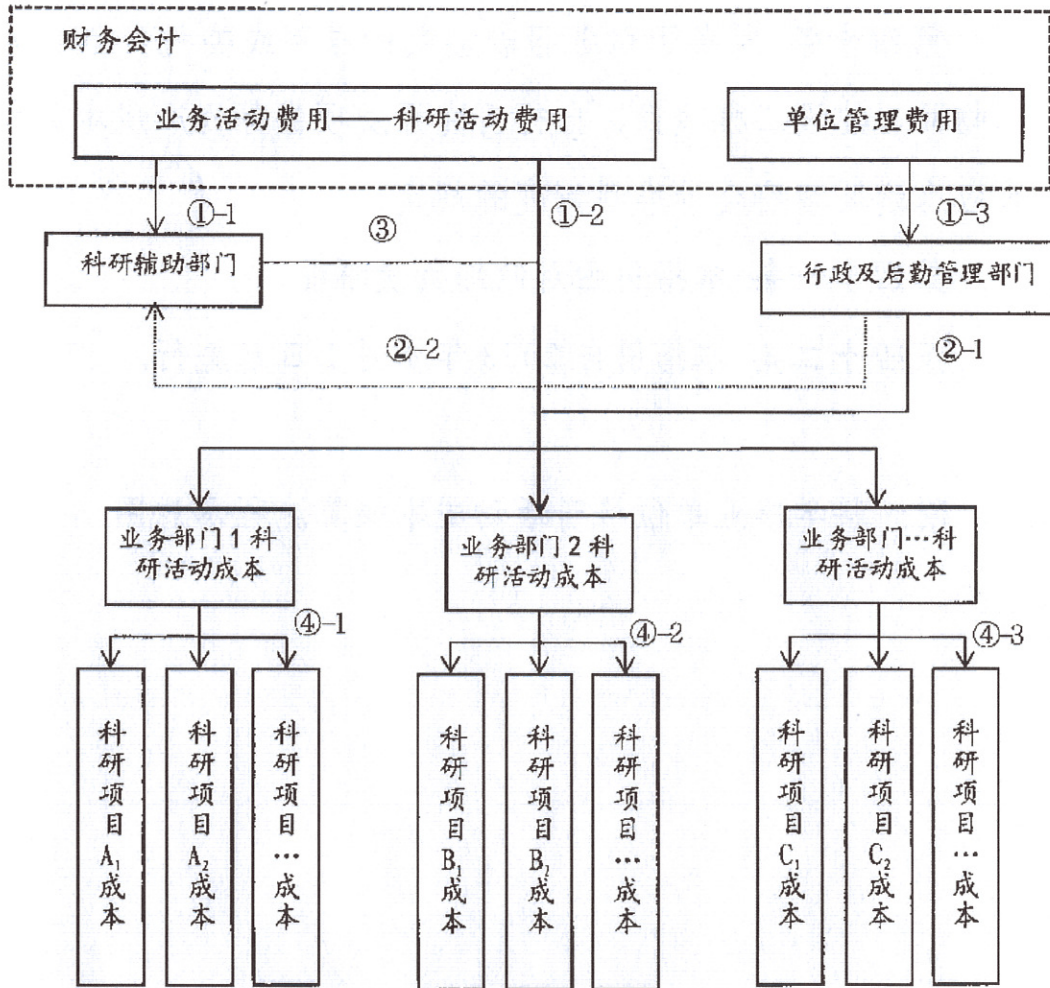 财务会计
业务活动费用——科研活动费用
单位管理费用
①-1
③
①-2
①-3
科研辅助部门
行政及后勤管理部门
②-2
②-1
业务部门1科
研活动成本
业务部门2科
研活动成本
业务部门…科
研活动成本
④-1
④-2
④-3
科研项目A₁成本
科研项目A₂成本
科研项目…成本
科研项目B₁成本
科研项目B₂成本
科研项目…成本
科研项目C₁成本
科研项目C₂成本
科研项目…成本